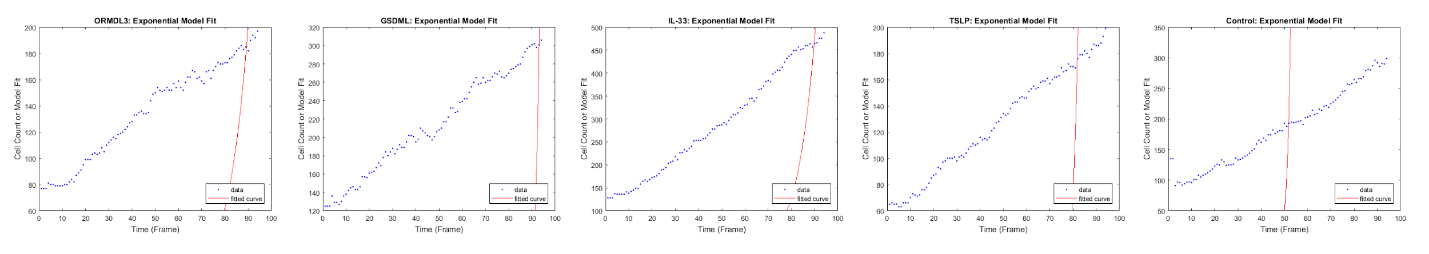 ORMDL3: Exponential Model Fit
Cell Count or Model Fit
200
180
160
140
120
100
80
60
0 10 20 30 40 50 60 70 80 90 100
Time (Frame)
data
fitted curve
GSDML: Exponential Model Fit
Cell Count or Model Fit
320
300
280
260
240
220
200
180
160
140
120
0 10 20 30 40 50 60 70 80 90 100
Time (Frame)
data
fitted curve
IL-33: Exponential Model Fit
Cell Count or Model Fit
500
450
400
350
300
250
200
150
100
0 10 20 30 40 50 60 70 80 90 100
Time (Frame)
data
fitted curve
TSLP: Exponential Model Fit
Cell Count or Model Fit
200
180
160
140
120
100
80
60
0 10 20 30 40 50 60 70 80 90 100
Time (Frame)
data
fitted curve
Control: Exponential Model Fit
Cell Count or Model Fit
350
300
250
200
150
100
50
0 10 20 30 40 50 60 70 80 90 100
Time (Frame)
data
fitted curve